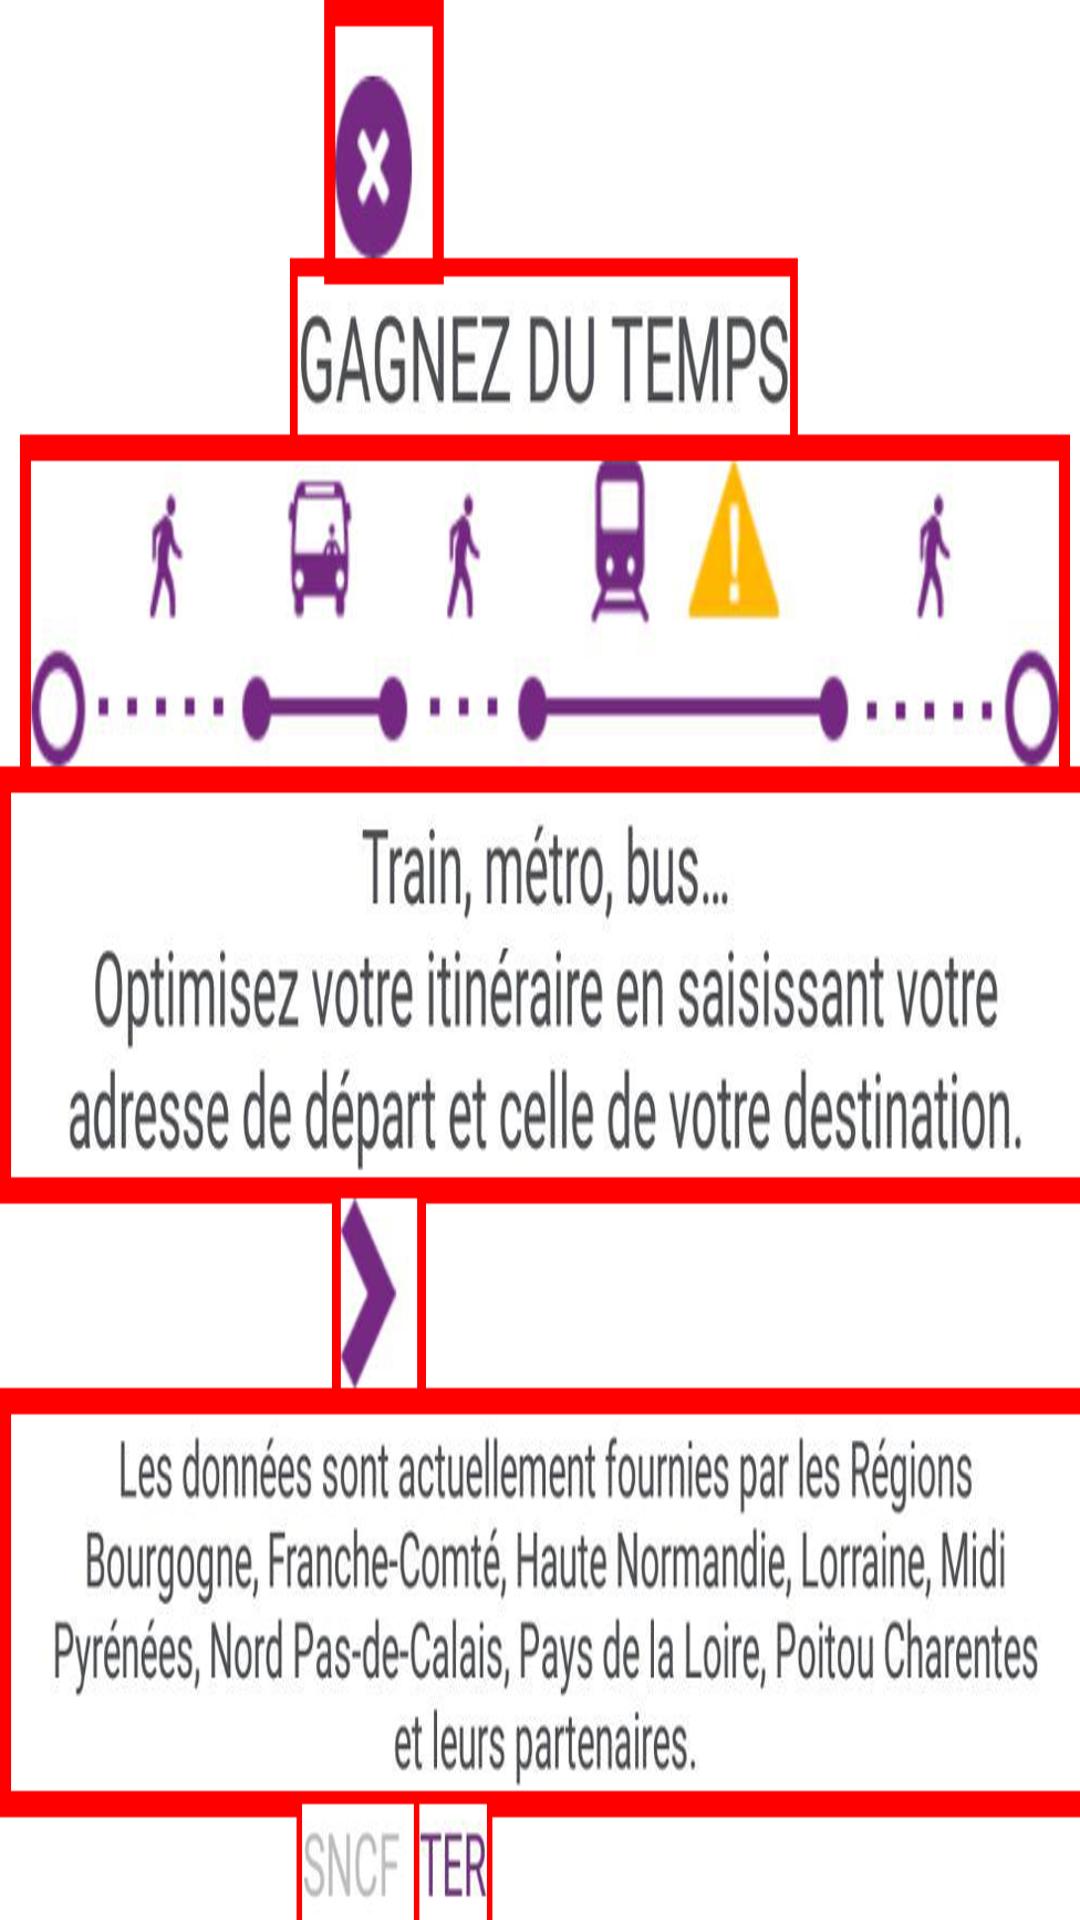 GAGNEZ DU TEMPS
Train, métro, bus...
Optimisez votre itinéraire en saisissant votre
adresse de départ et celle de votre destination.
Les données sont actuellement fournies par les Régions
Bourgogne, Franche-Comté, Haute Normandie, Lorraine, Midi
Pyrénées, Nord Pas-de-Calais, Pays de la Loire, Poitou Charentes
et leurs partenaires.
SNCF TER